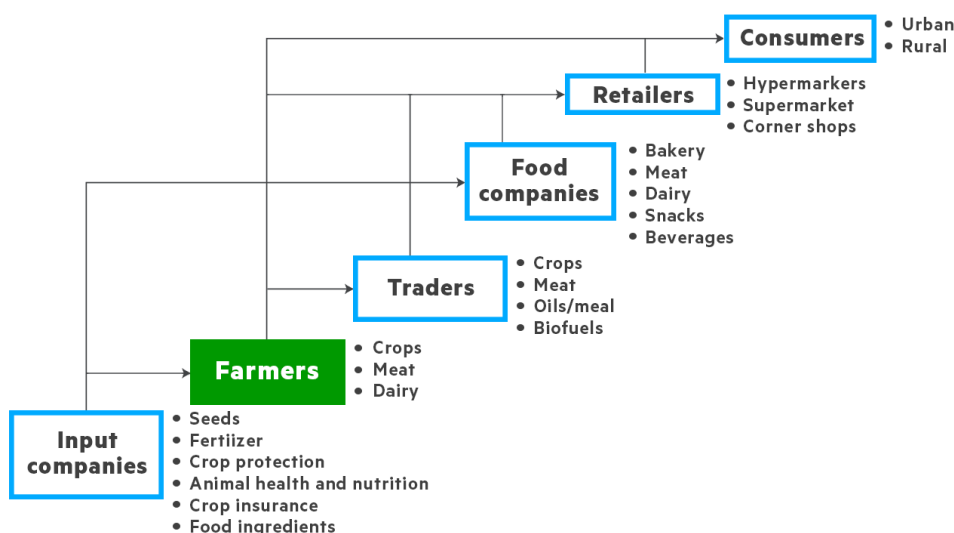 Consumers
• Urban
• Rural
Retailers
• Hypermarkers
• Supermarket
• Corner shops
Food
companies
• Bakery
• Meat
• Dairy
• Snacks
• Beverages
Traders
• Crops
• Meat
• Oils/meal
• Biofuels
Farmers
• Crops
• Meat
• Dairy
Input
companies
• Seeds
• Fertiizer
• Crop protection
• Animal health and nutrition
• Crop insurance
• Food ingredients